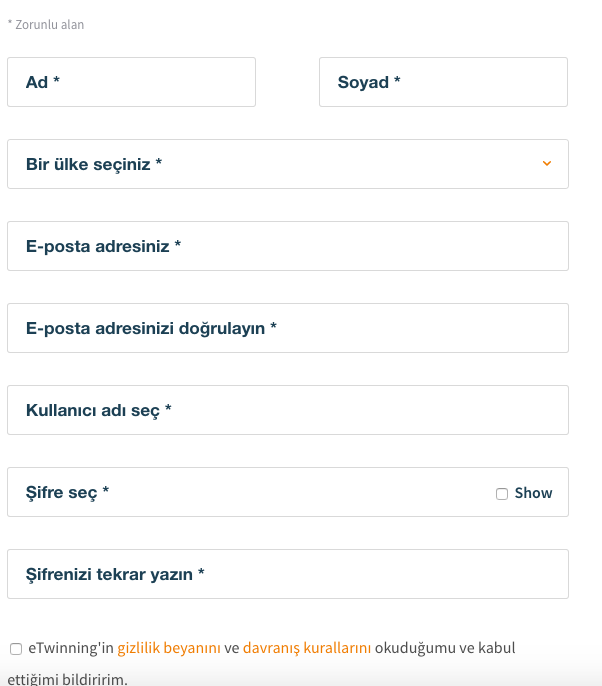 * Zorunlu alan
Ad *
Soyad *
Bir ülke seçiniz *
E-posta adresiniz *
E-posta adresinizi doğrulayın *
Kullanıcı adı seç *
Şifre seç *
Show
Şifrenizi tekrar yazın *
eTwinning'in gizlilik beyanını ve davranış kurallarını okuduğumu ve kabul
ettiğimi bildiririm.